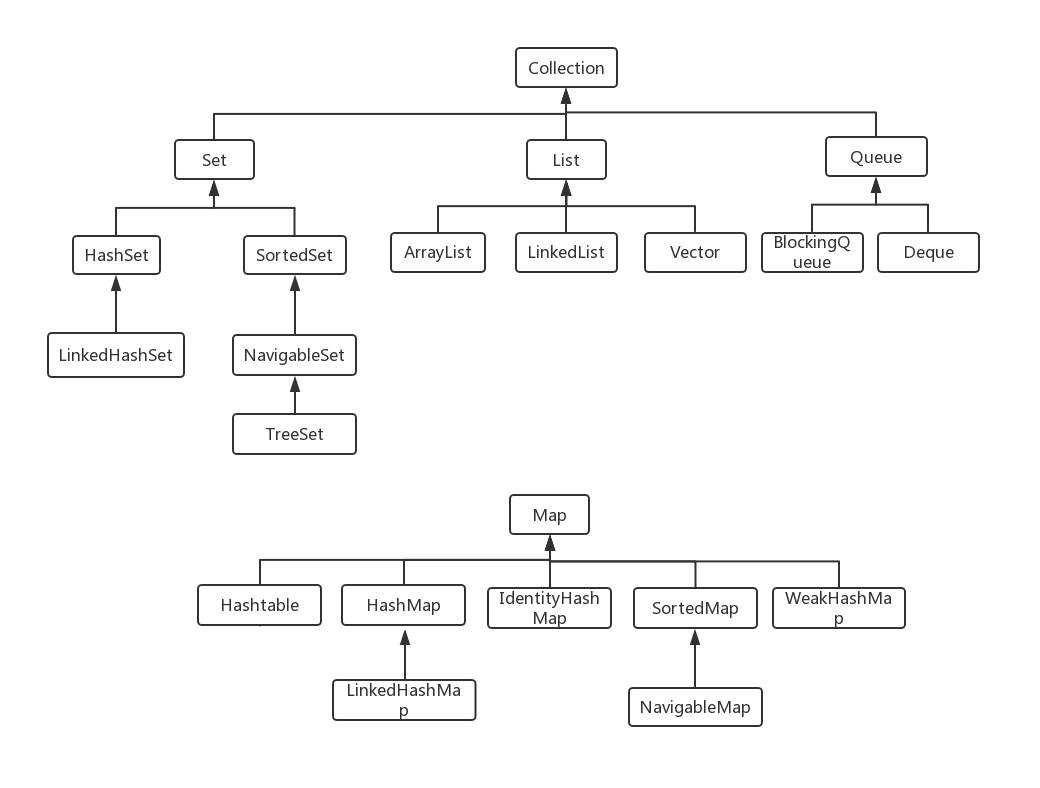 Collection
Set
List
Queue
HashSet
SortedSet
ArrayList
LinkedList
Vector
BlockingQ
ueue
Deque
LinkedHashSet
NavigableSet
TreeSet
Map
Hashtable
HashMap
IdentityHash
Map
SortedMap
WeakHashMa
p
LinkedHashMa
p
NavigableMap